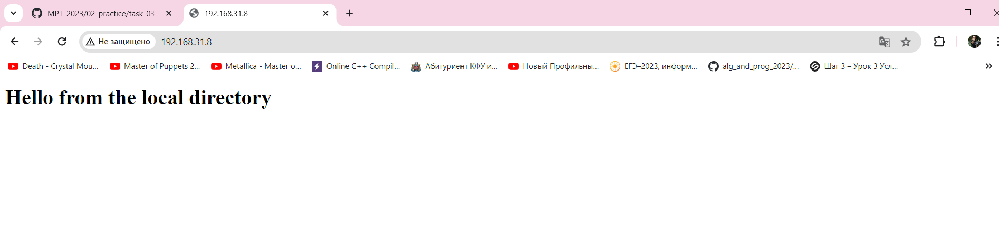 MPT_2023/02_practice/task_03_
192.168.31.8
Не защищено 192.168.31.8
Death - Crystal Mou... Master of Puppets 2... Metallica - Master o... Online C++ Compil... Абитуриент КФУ и... Новый Профильны... ЕГЭ–2023, информ... alg_and_prog_2023/... Шаг 3 – Урок 3 Усл...
Hello from the local directory